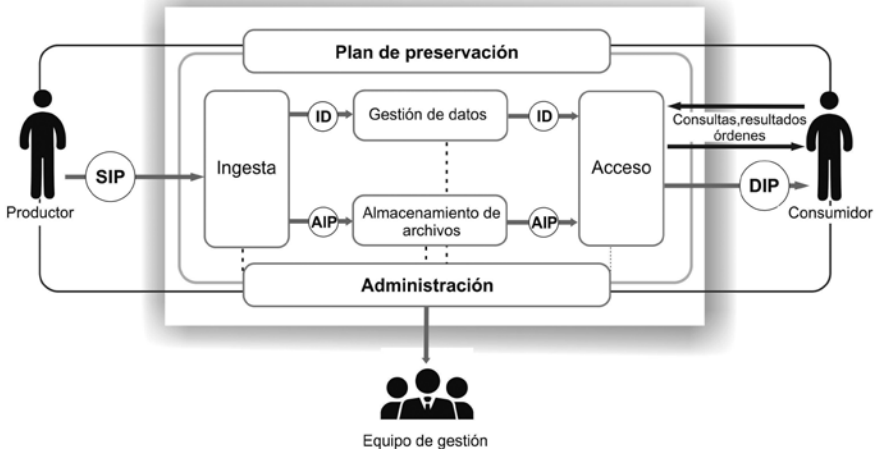 Plan de preservación
ID
Gestión de datos
ID
Consultas,resultados
órdenes
Ingesta
Acceso
SIP
DIP
Productor
Consumidor
AIP
Almacenamiento de
archivos
AIP
Administración
Equipo de gestión